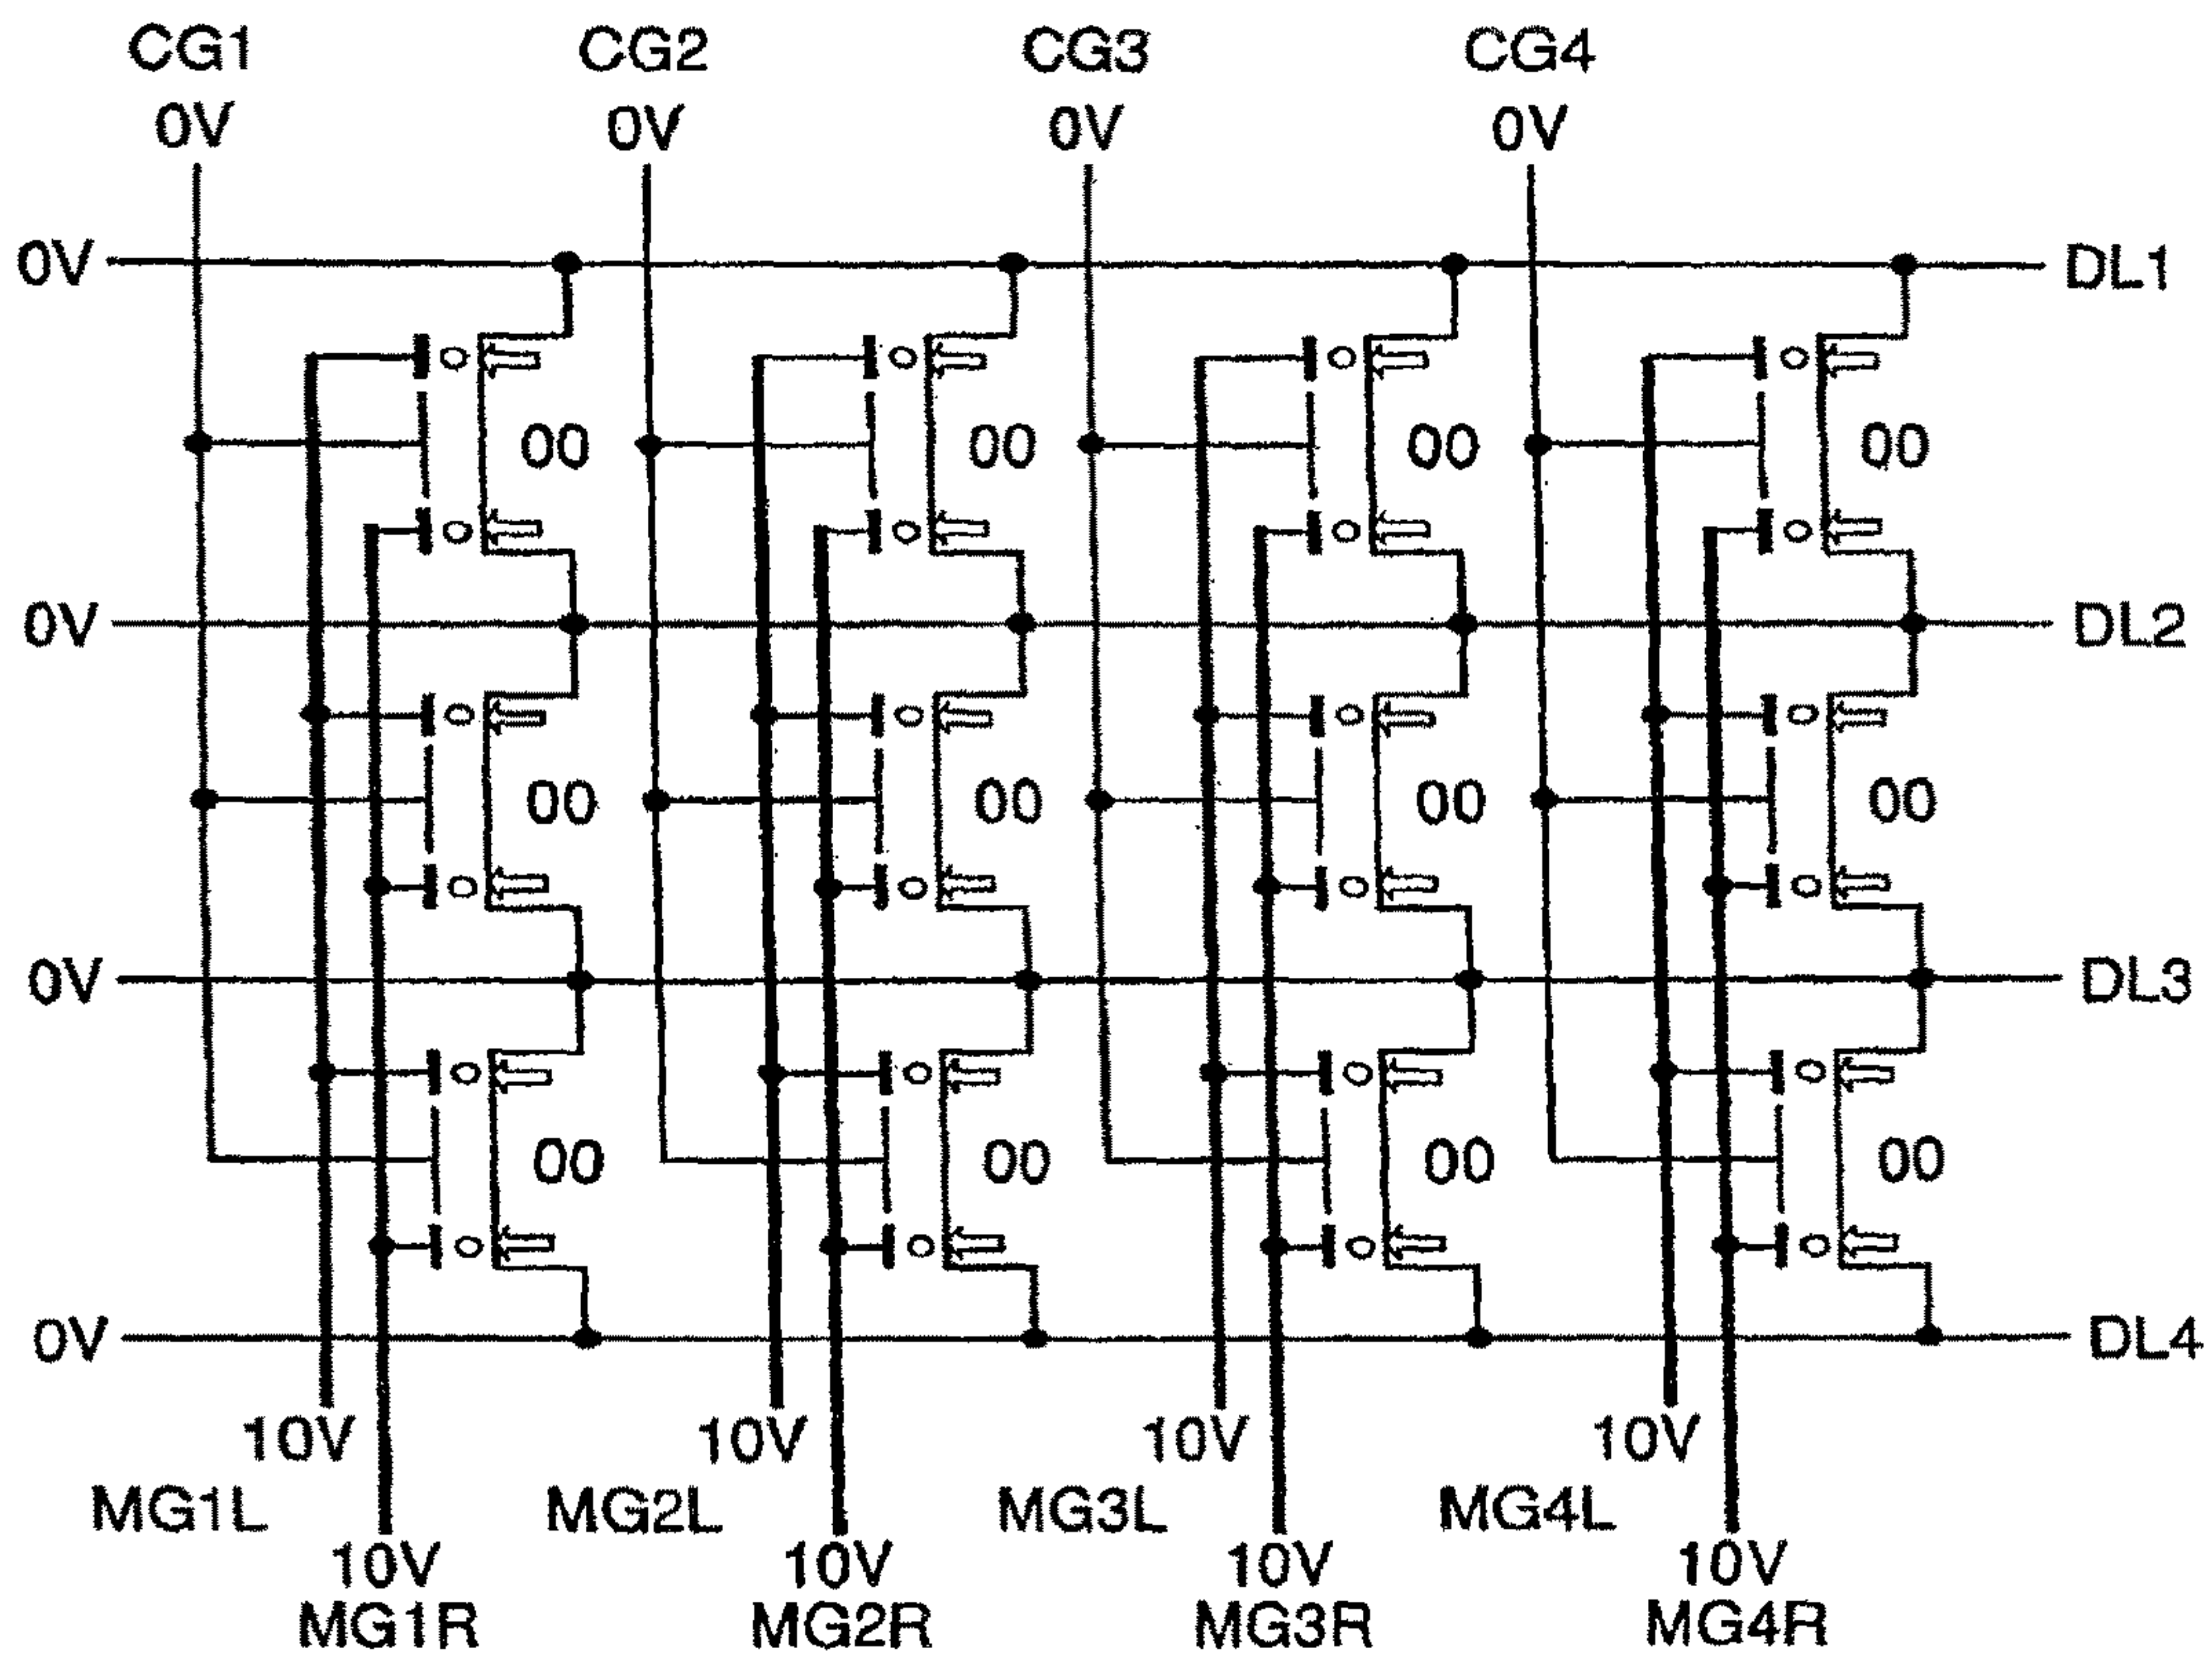 CG1 CG2 CG3 CG4
0V 0V 0V 0V
0V DL1
00 00 00 00
0V DL2
00 00 00 00
0V DL3
00 00 00 00
0V DL4
10V 10V 10V 10V
MG1L MG2L MG3L MG4L
10V 10V 10V 10V
MG1R MG2R MG3R MG4R